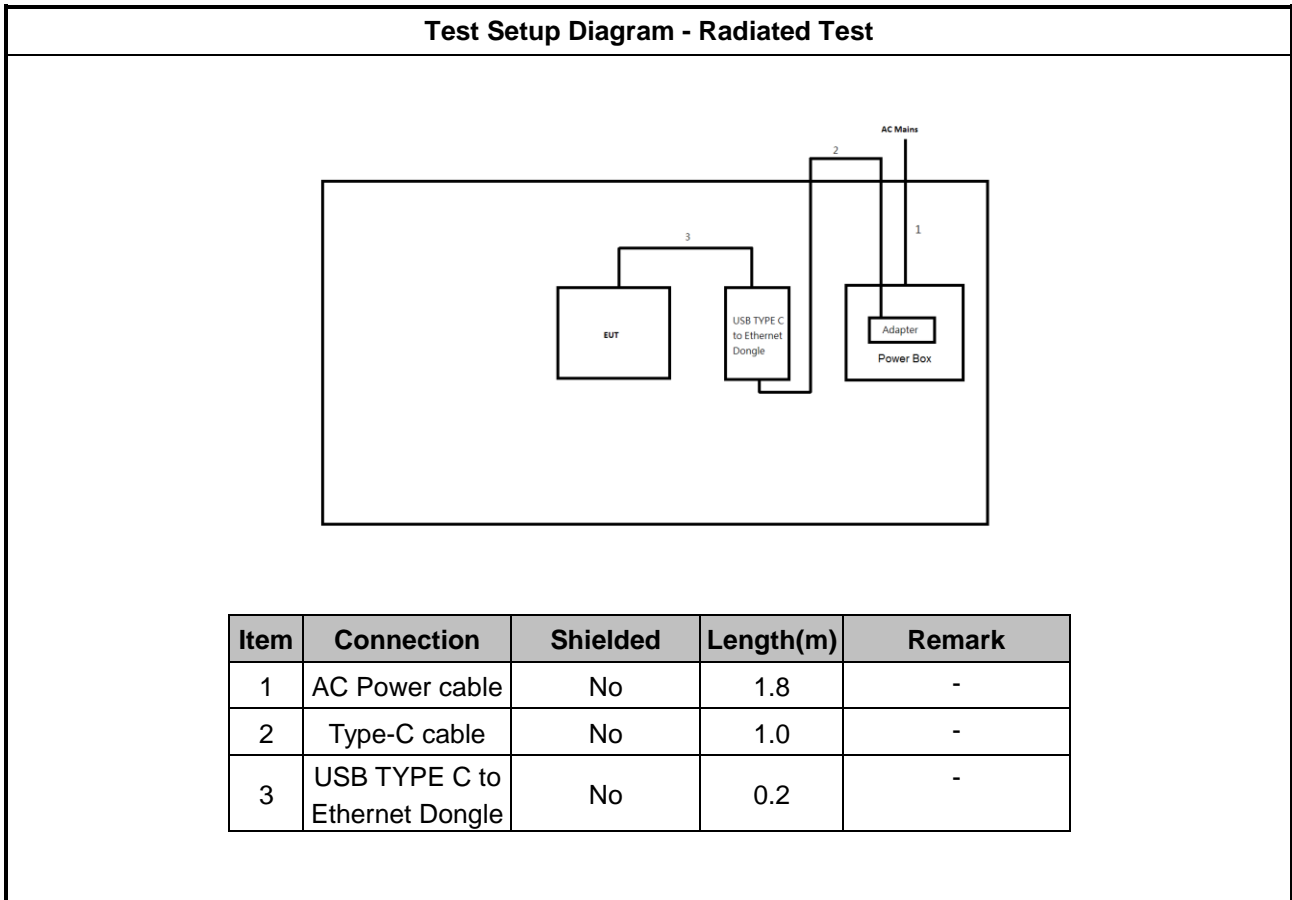 Test Setup Diagram - Radiated Test
AC Mains
2
1
3
EUT
USB TYPE C
to Ethernet
Dongle
Adapter
Power Box
Item Connection Shielded Length(m) Remark
1 AC Power cable No 1.8 -
2 Type-C cable No 1.0 -
3 USB TYPE C to
Ethernet Dongle No 0.2 -